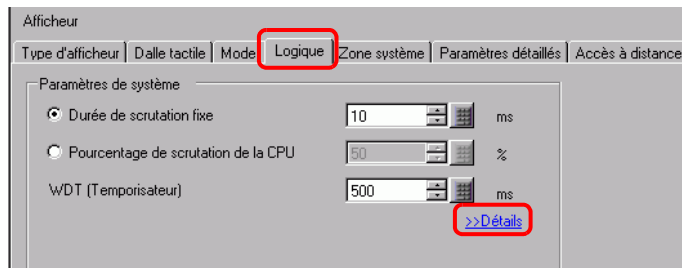 Afficheur
Type d'afficheur Dalle tactile Mode Logique Zone système Paramètres détaillés Accès à distance
Paramètres de système
Durée de scrutation fixe 10 ms
Pourcentage de scrutation de la CPU 50 %
WDT (Temporisateur) 500 ms
>>Détails